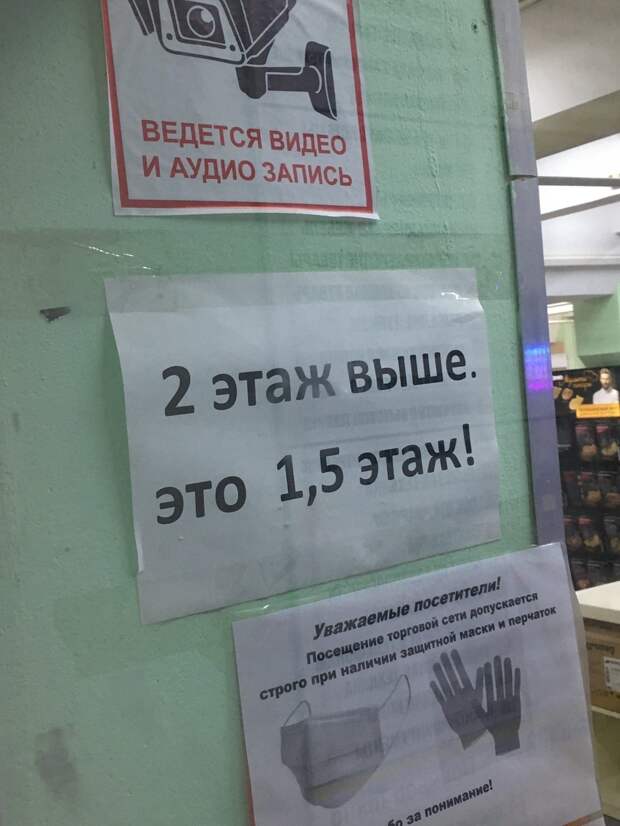 ВЕДЕТСЯ ВИДЕО
И АУДИО ЗАПИСЬ
2 этаж выше.
это 1,5 этаж!
Уважаемые посетители!
Посещение торговой сети допускается
строго при наличии защитной маски и перчаток
за понимание!